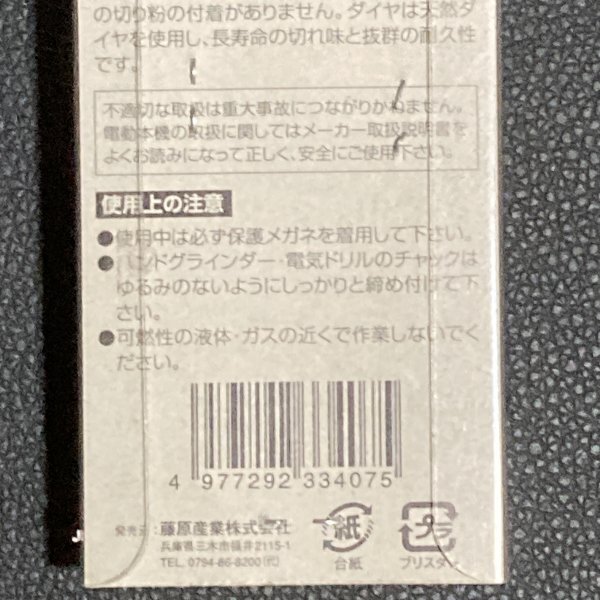 の切り粉の付着がありません。ダイヤは天然ダ
イヤを使用し、長寿命の切れ味と抜群の耐久性
です。
不適切な取扱は重大事故につながりかねません。
電動本機の取扱に関してはメーカー取扱説明書を
よくお読みになって正しく、安全にご使用下さい。
使用上の注意
●使用中は必ず保護メガネを着用して下さい。
●ハンドグラインダー・電気ドリルのチャックは
ゆるみのないようにしっかりと締め付けて下
さい。
●可燃性の液体・ガスの近くで作業しないでく
ださい。
4 977292 334075
発売元:藤原産業株式会社
兵庫県三木市福井2115-1
TEL. 0794-86-8200(代)
紙
台紙
プラ
ブリスター